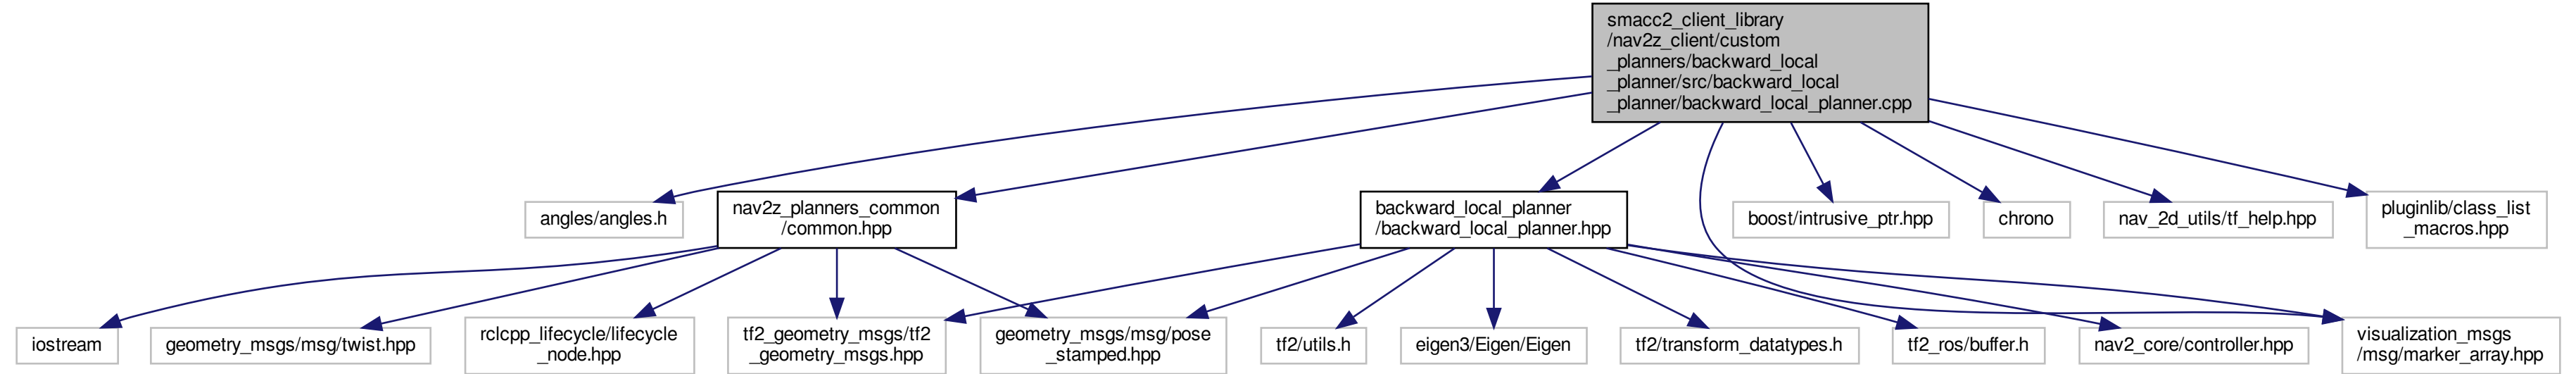 smacc2_client_library
/nav2z_client/custom
_planners/backward_local
_planner/src/backward_local
_planner/backward_local_planner.cpp
angles/angles.h
nav2z_planners_common
/common.hpp
backward_local_planner
/backward_local_planner.hpp
boost/intrusive_ptr.hpp
chrono
nav_2d_utils/tf_help.hpp
pluginlib/class_list
_macros.hpp
iostream
geometry_msgs/msg/twist.hpp
rclcpp_lifecycle/lifecycle
_node.hpp
tf2_geometry_msgs/tf2
_geometry_msgs.hpp
geometry_msgs/msg/pose
_stamped.hpp
tf2/utils.h
eigen3/Eigen/Eigen
tf2/transform_datatypes.h
tf2_ros/buffer.h
nav2_core/controller.hpp
visualization_msgs
/msg/marker_array.hpp